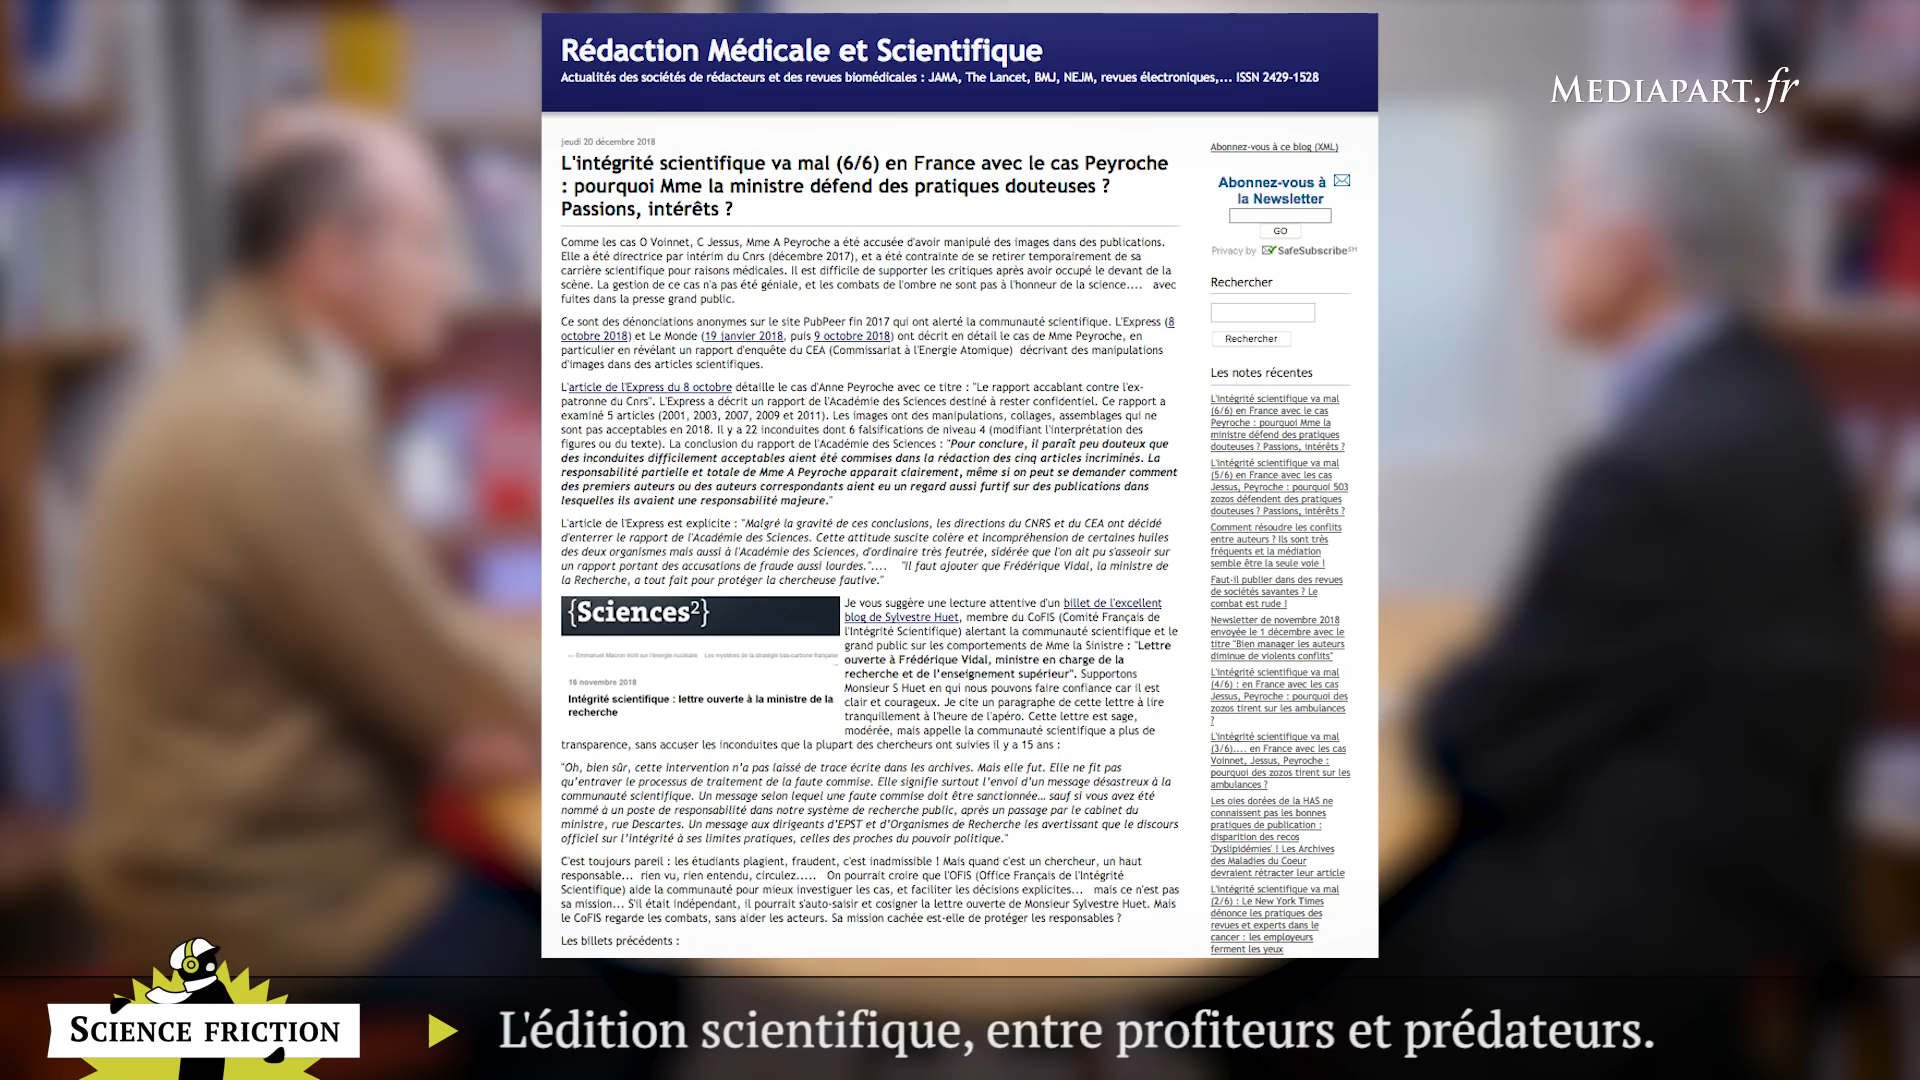 Rédaction Médicale et Scientifique
Actualités des sociétés de rédacteurs et des revues biomédicales : JAMA, The Lancet, BMJ, NEJM, revues électroniques,... ISSN 2429-1528
MEDIAPART.fr
jeudi 20 décembre 2018
L'intégrité scientifique va mal (6/6) en France avec le cas Peyroche
: pourquoi Mme la ministre défend des pratiques douteuses ?
Passions, intérêts ?
Comme les cas O Voinnet, C Jessus, Mme A Peyroche a été accusée d'avoir manipulé des images dans des publications.
Elle a été directrice par intérim du Cnrs (décembre 2017), et a été contrainte de se retirer temporairement de sa
carrière scientifique pour raisons médicales. Il est difficile de supporter les critiques après avoir occupé le devant de la
scène. La gestion de ce cas n'a pas été géniale, et les combats de l'ombre ne sont pas à l'honneur de la science.... avec
fuites dans la presse grand public.
Ce sont des dénonciations anonymes sur le site PubPeer fin 2017 qui ont alerté la communauté scientifique. L'Express (8
octobre 2018) et Le Monde (19 janvier 2018, puis 9 octobre 2018) ont décrit en détail le cas de Mme Peyroche, en
particulier en révélant un rapport d'enquête du CEA (Commissariat à l'Energie Atomique) décrivant des manipulations
d'images dans des articles scientifiques.
L'article de l'Express du 8 octobre détaille le cas d'Anne Peyroche avec ce titre : "Le rapport accablant contre l'ex-
patronne du Cnrs". L'Express a décrit un rapport de l'Académie des Sciences destiné à rester confidentiel. Ce rapport a
examiné 5 articles (2001, 2003, 2007, 2009 et 2011). Les images ont des manipulations, collages, assemblages qui ne
sont pas acceptables en 2018. Il y a 22 inconduites dont 6 falsifications de niveau 4 (modifiant l'interprétation des
figures ou du texte). La conclusion du rapport de l'Académie des Sciences : "Pour conclure, il paraît peu douteux que
des inconduites difficilement acceptables aient été commises dans la rédaction des cinq articles incriminés. La
responsabilité partielle et totale de Mme A Peyroche apparait clairement, même si on peut se demander comment
des premiers auteurs ou des auteurs correspondants aient eu un regard aussi furtif sur des publications dans
lesquelles ils avaient une responsabilité majeure."
L'article de l'Express est explicite : "Malgré la gravité de ces conclusions, les directions du CNRS et du CEA ont décidé
d'enterrer le rapport de l'Académie des Sciences. Cette attitude suscite colère et incompréhension de certaines huiles
des deux organismes mais aussi à l'Académie des Sciences, d'ordinaire très feutrée, sidérée que l'on ait pu s'asseoir sur
un rapport portant des accusations de fraude aussi lourdes.".... "Il faut ajouter que Frédérique Vidal, la ministre de
la Recherche, a tout fait pour protéger la chercheuse fautive."
{Sciences²}
— Emmanuel Macron écrit sur l'énergie nucléaire Les mystères de la stratégie bas-carbone française
—
16 novembre 2018
Intégrité scientifique : lettre ouverte à la ministre de la
recherche
Je vous suggère une lecture attentive d'un billet de l'excellent
blog de Sylvestre Huet, membre du CoFIS (Comité Français de
l'Intégrité Scientifique) alertant la communauté scientifique et le
grand public sur les comportements de Mme la Sinistre : "Lettre
ouverte à Frédérique Vidal, ministre en charge de la
recherche et de l'enseignement supérieur". Supportons
Monsieur S Huet en qui nous pouvons faire confiance car il est
clair et courageux. Je cite un paragraphe de cette lettre à lire
tranquillement à l'heure de l'apéro. Cette lettre est sage,
modérée, mais appelle la communauté scientifique a plus de
transparence, sans accuser les inconduites que la plupart des chercheurs ont suivies il y a 15 ans :
"Oh, bien sûr, cette intervention n'a pas laissé de trace écrite dans les archives. Mais elle fut. Elle ne fit pas
qu'entraver le processus de traitement de la faute commise. Elle signifie surtout l'envoi d'un message désastreux à la
communauté scientifique. Un message selon lequel une faute commise doit être sanctionnée… sauf si vous avez été
nommé à un poste de responsabilité dans notre système de recherche public, après un passage par le cabinet du
ministre, rue Descartes. Un message aux dirigeants d'EPST et d'Organismes de Recherche les avertissant que le discours
officiel sur l'Intégrité a ses limites pratiques, celles des proches du pouvoir politique."
C'est toujours pareil : les étudiants plagient, fraudent, c'est inadmissible ! Mais quand c'est un chercheur, un haut
responsable... rien vu, rien entendu, circulez..... On pourrait croire que l'OFIS (Office Français de l'Intégrité
Scientifique) aide la communauté pour mieux investiguer les cas, et faciliter les décisions explicites... mais ce n'est pas
sa mission... S'il était indépendant, il pourrait s'auto-saisir et cosigner la lettre ouverte de Monsieur Sylvestre Huet. Mais
le CoFIS regarde les combats, sans aider les acteurs. Sa mission cachée est-elle de protéger les responsables ?
Les billets précédents :
Abonnez-vous à ce blog (XML)
Abonnez-vous à
la Newsletter
GO
Privacy by SafeSubscribeSM
Rechercher
Rechercher
Les notes récentes
L'intégrité scientifique va mal
(6/6) en France avec le cas
Peyroche : pourquoi Mme la
ministre défend des pratiques
douteuses ? Passions, intérêts ?
L'intégrité scientifique va mal
(5/6) en France avec les cas
Jessus, Peyroche : pourquoi 503
zozos défendent des pratiques
douteuses ? Passions, intérêts ?
Comment résoudre les conflits
entre auteurs ? Ils sont très
fréquents et la médiation
semble être la seule voie !
Faut-il publier dans des revues
de sociétés savantes ? Le
combat est rude !
Newsletter de novembre 2018
envoyée le 1 décembre avec le
titre "Bien manager les auteurs
diminue de violents conflits"
L'intégrité scientifique va mal
(4/6) : en France avec les cas
Jessus, Peyroche : pourquoi des
zozos tirent sur les ambulances
?
L'intégrité scientifique va mal
(3/6).... en France avec les cas
Voinnet, Jessus, Peyroche :
pourquoi des zozos tirent sur les
ambulances ?
Les oies dorées de la HAS ne
connaissent pas les bonnes
pratiques de publication :
disparition des recos
'Dyslipidémies' ! Les Archives
des Maladies du Coeur
devraient rétracter leur article
L'intégrité scientifique va mal
(2/6) : Le New York Times
dénonce les pratiques des
revues et experts dans le
cancer : les employeurs
ferment les yeux
SCIENCE FRICTION
L'édition scientifique, entre profiteurs et prédateurs.